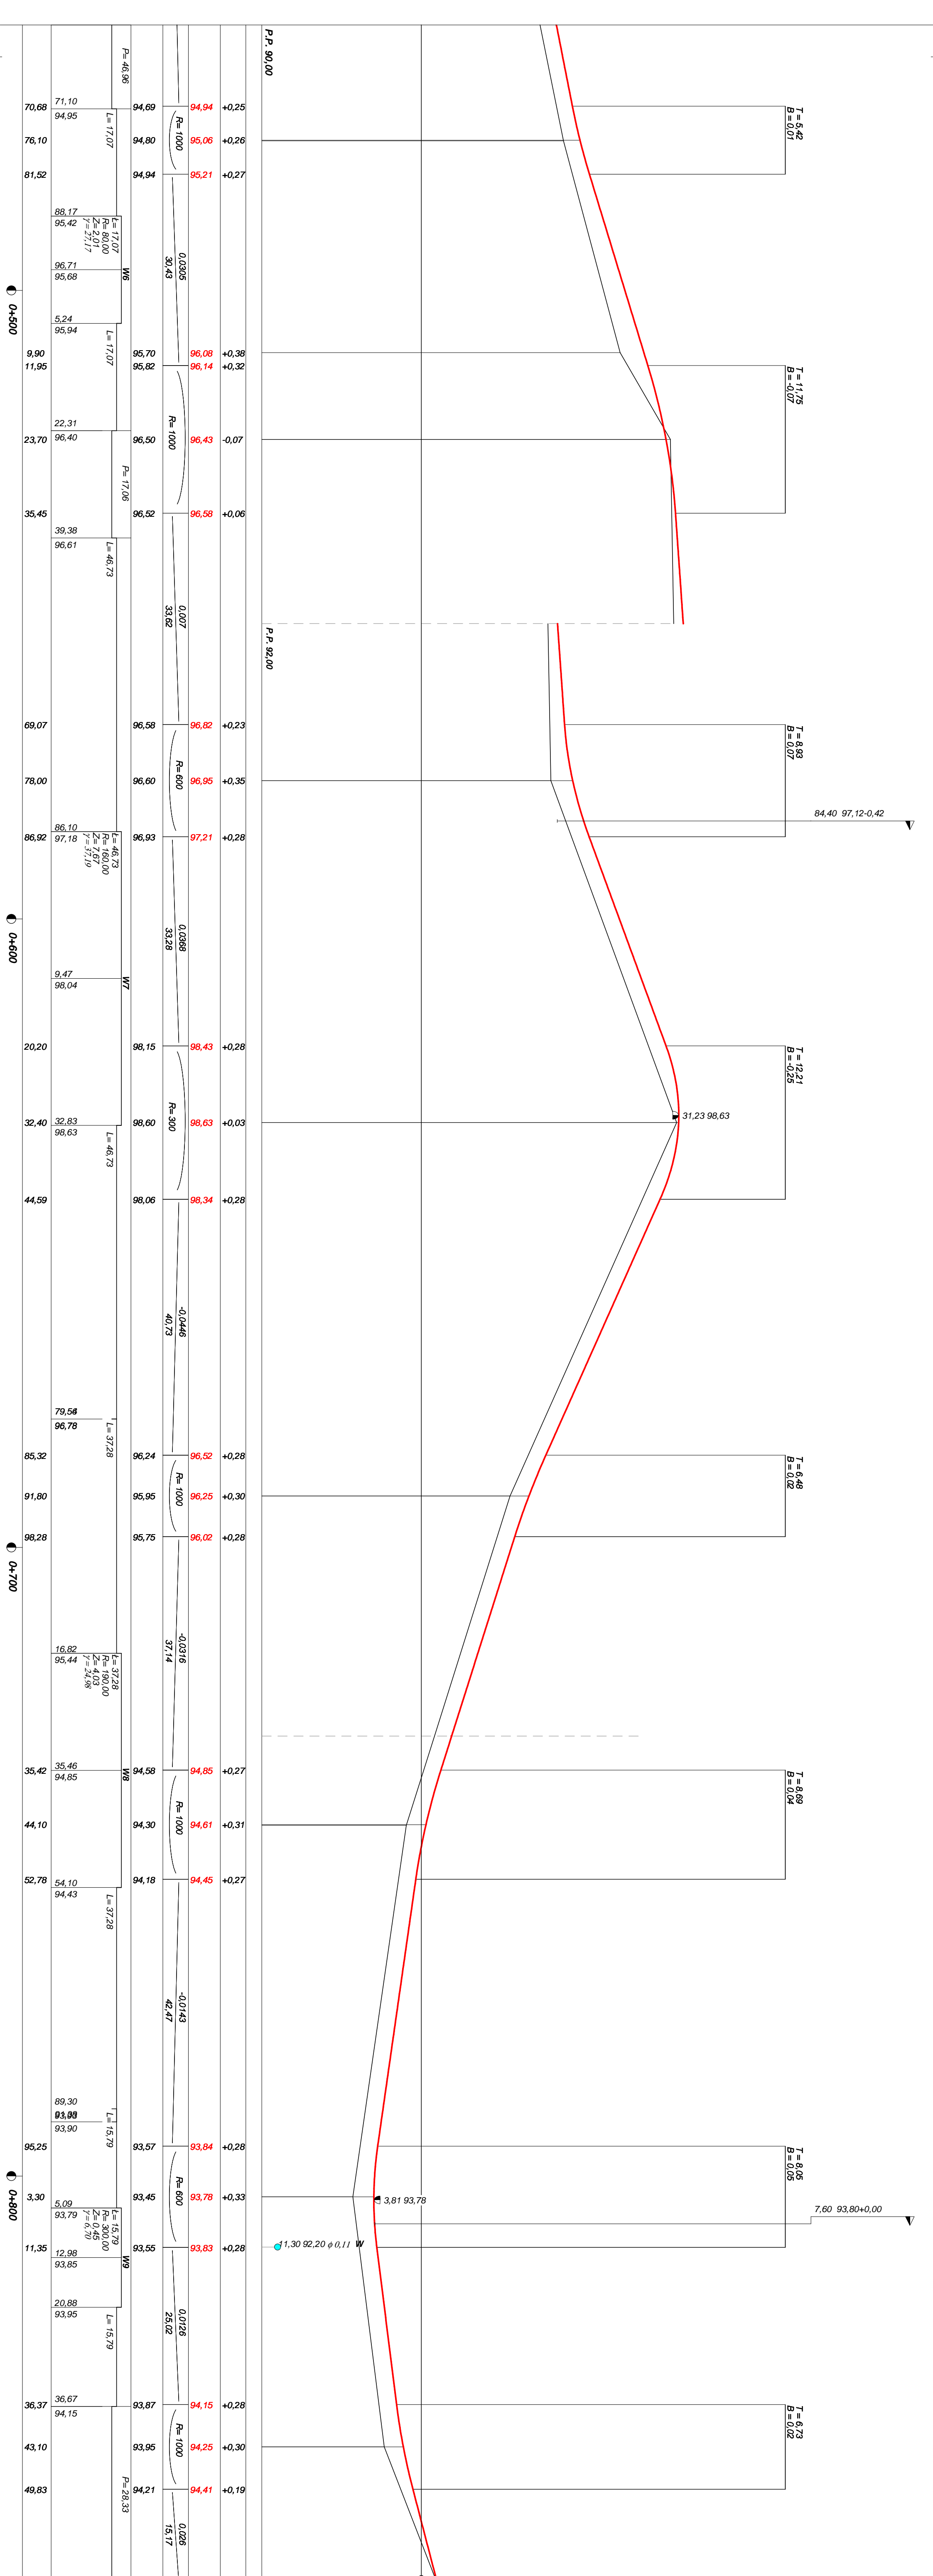 P.P. 90,00
P= 46,96
70,68
71,10
94,95
94,69
94,94
+0,25
T = 5,42
B = 0,01
L= 17,07
R= 1000
76,10
94,80
95,06
+0,26
81,52
94,94
95,21
+0,27
88,17
95,42
Ł= 17,07
R= 80,00
Z= 2,01
γ= 27,17
0,0305
30,43
96,71
95,68
W6
0+500
5,24
95,94
L= 17,07
9,90
95,70
96,08
+0,38
11,95
95,82
96,14
+0,32
T = 11,75
B = -0,07
22,31
96,40
R= 1000
23,70
96,50
96,43
-0,07
P= 17,06
35,45
96,52
96,58
+0,06
39,38
96,61
L= 46,73
0,007
33,62
P.P. 92,00
69,07
96,58
96,82
+0,23
T = 8,93
B = 0,07
R= 600
78,00
96,60
96,95
+0,35
84,40 97,12-0,42
86,10
97,18
86,92
96,93
97,21
+0,28
Ł= 46,73
R= 160,00
Z= 7,67
γ= 37,19
0+600
0,0368
33,28
9,47
98,04
W7
20,20
98,15
98,43
+0,28
T = 12,21
B = -0,25
R= 300
31,23 98,63
32,40
32,83
98,63
98,60
98,63
+0,03
L= 46,73
44,59
98,06
98,34
+0,28
-0,0446
40,73
96,78
L= 37,28
85,32
96,24
96,52
+0,28
T = 6,48
B = 0,02
R= 1000
91,80
95,95
96,25
+0,30
98,28
95,75
96,02
+0,28
0+700
16,82
95,44
Ł= 37,28
R= 190,00
Z= 4,03
γ= 24,98
-0,0316
37,14
35,42
35,46
94,85
W8
94,58
94,85
+0,27
T = 8,69
B = 0,04
R= 1000
44,10
94,30
94,61
+0,31
52,78
94,18
94,45
+0,27
54,10
94,43
L= 37,28
-0,0143
42,47
89,30
93,90
L= 15,79
95,25
93,57
93,84
+0,28
T = 8,05
B = 0,05
0+800
R= 600
3,30
93,45
93,78
+0,33
3,81 93,78
5,09
93,79
Ł= 15,79
R= 300,00
Z= 0,45
γ= 6,70
7,60 93,80+0,00
11,35
93,55
93,83
+0,28
11,30 92,20 ϕ 0,11 W
12,98
93,85
W9
20,88
93,95
L= 15,79
0,0126
25,02
36,37
36,67
94,15
93,87
94,15
+0,28
T = 6,73
B = 0,02
R= 1000
43,10
93,95
94,25
+0,30
P= 28,33
49,83
94,21
94,41
+0,19
0,026
15,17